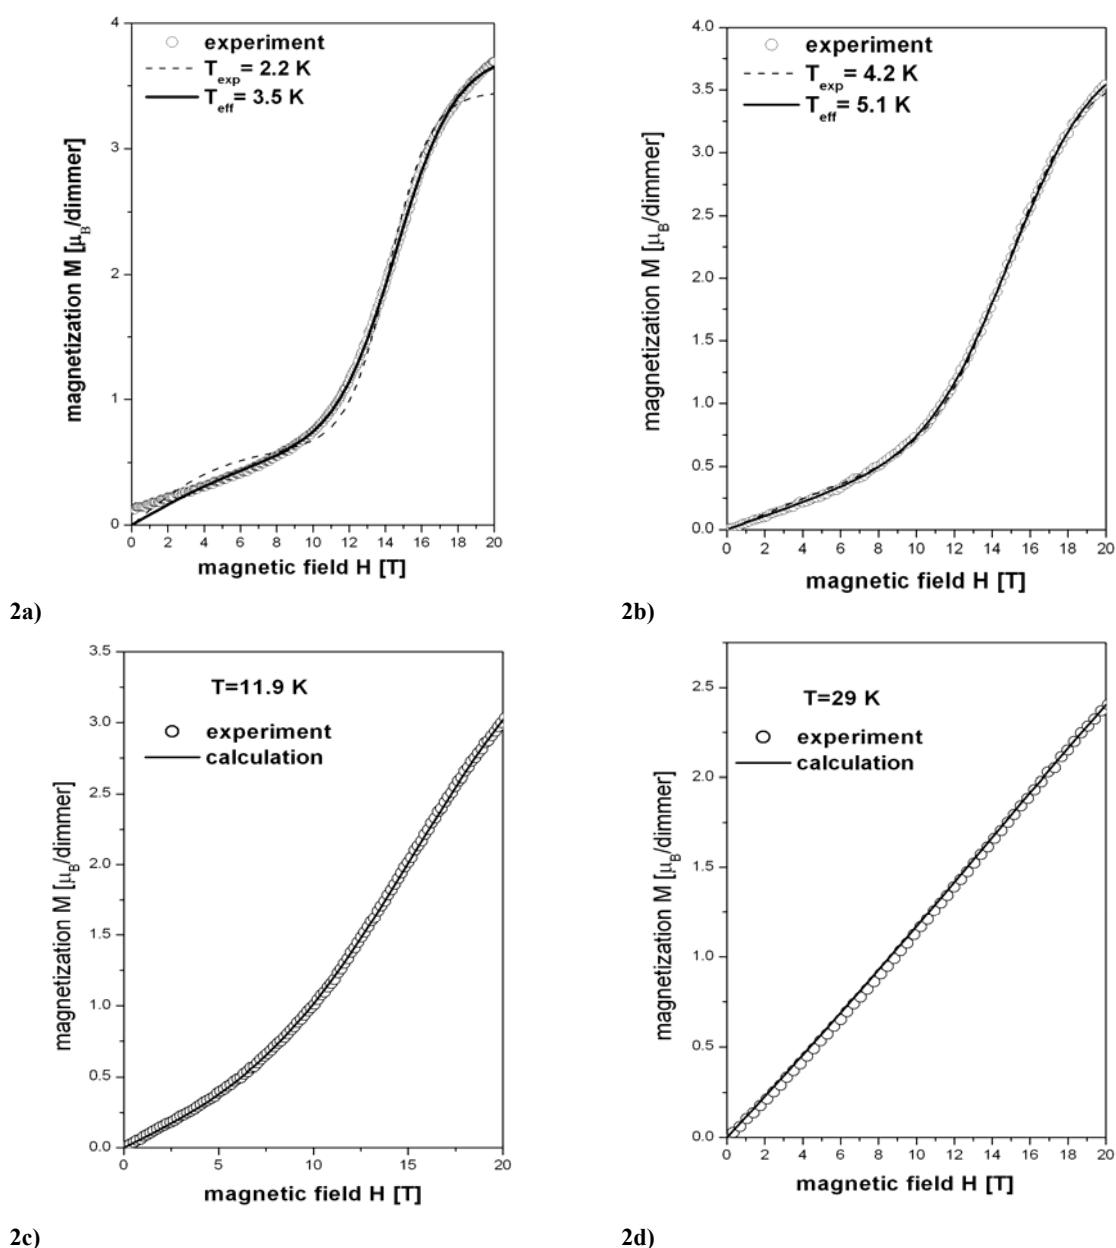 4
3
2
1
0
experiment
T_exp = 2.2 K
T_eff = 3.5 K
magnetization M [μ_B/dimmer]
0 2 4 6 8 10 12 14 16 18 20
magnetic field H [T]
2a)
4.0
3.5
3.0
2.5
2.0
1.5
1.0
0.5
0.0
experiment
T_exp = 4.2 K
T_eff = 5.1 K
magnetization M [μ_B/dimmer]
0 2 4 6 8 10 12 14 16 18 20
magnetic field H [T]
2b)
3.5
3.0
2.5
2.0
1.5
1.0
0.5
0.0
T=11.9 K
experiment
calculation
magnetization M [μ_B/dimmer]
0 5 10 15 20
magnetic field H [T]
2c)
2.5
2.0
1.5
1.0
0.5
0.0
T=29 K
experiment
calculation
magnetization M [μ_B/dimmer]
0 2 4 6 8 10 12 14 16 18 20
magnetic field H [T]
2d)